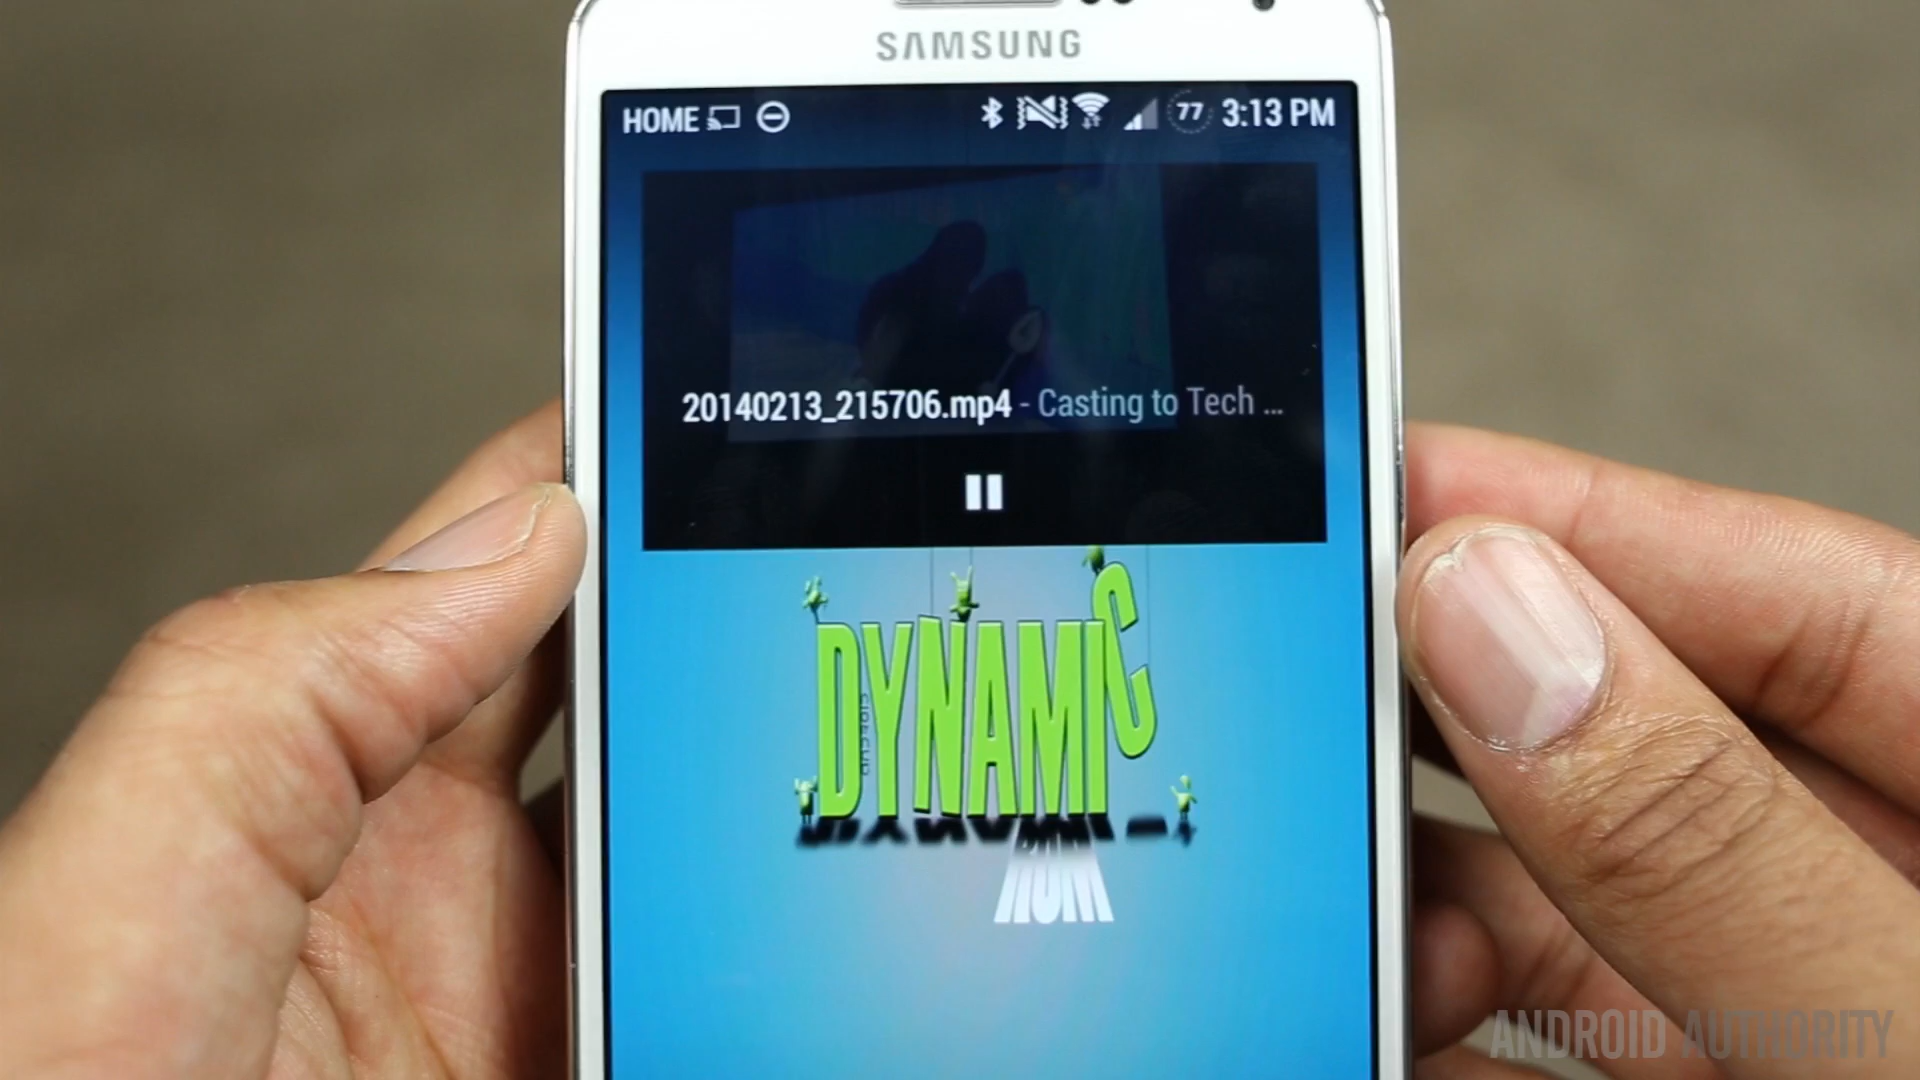 SAMSUNG
HOME 77 3:13 PM
20140213_215706.mp4 - Casting to Tech ...
DYNAMIC
ROM
ANDROID AUTHORITY